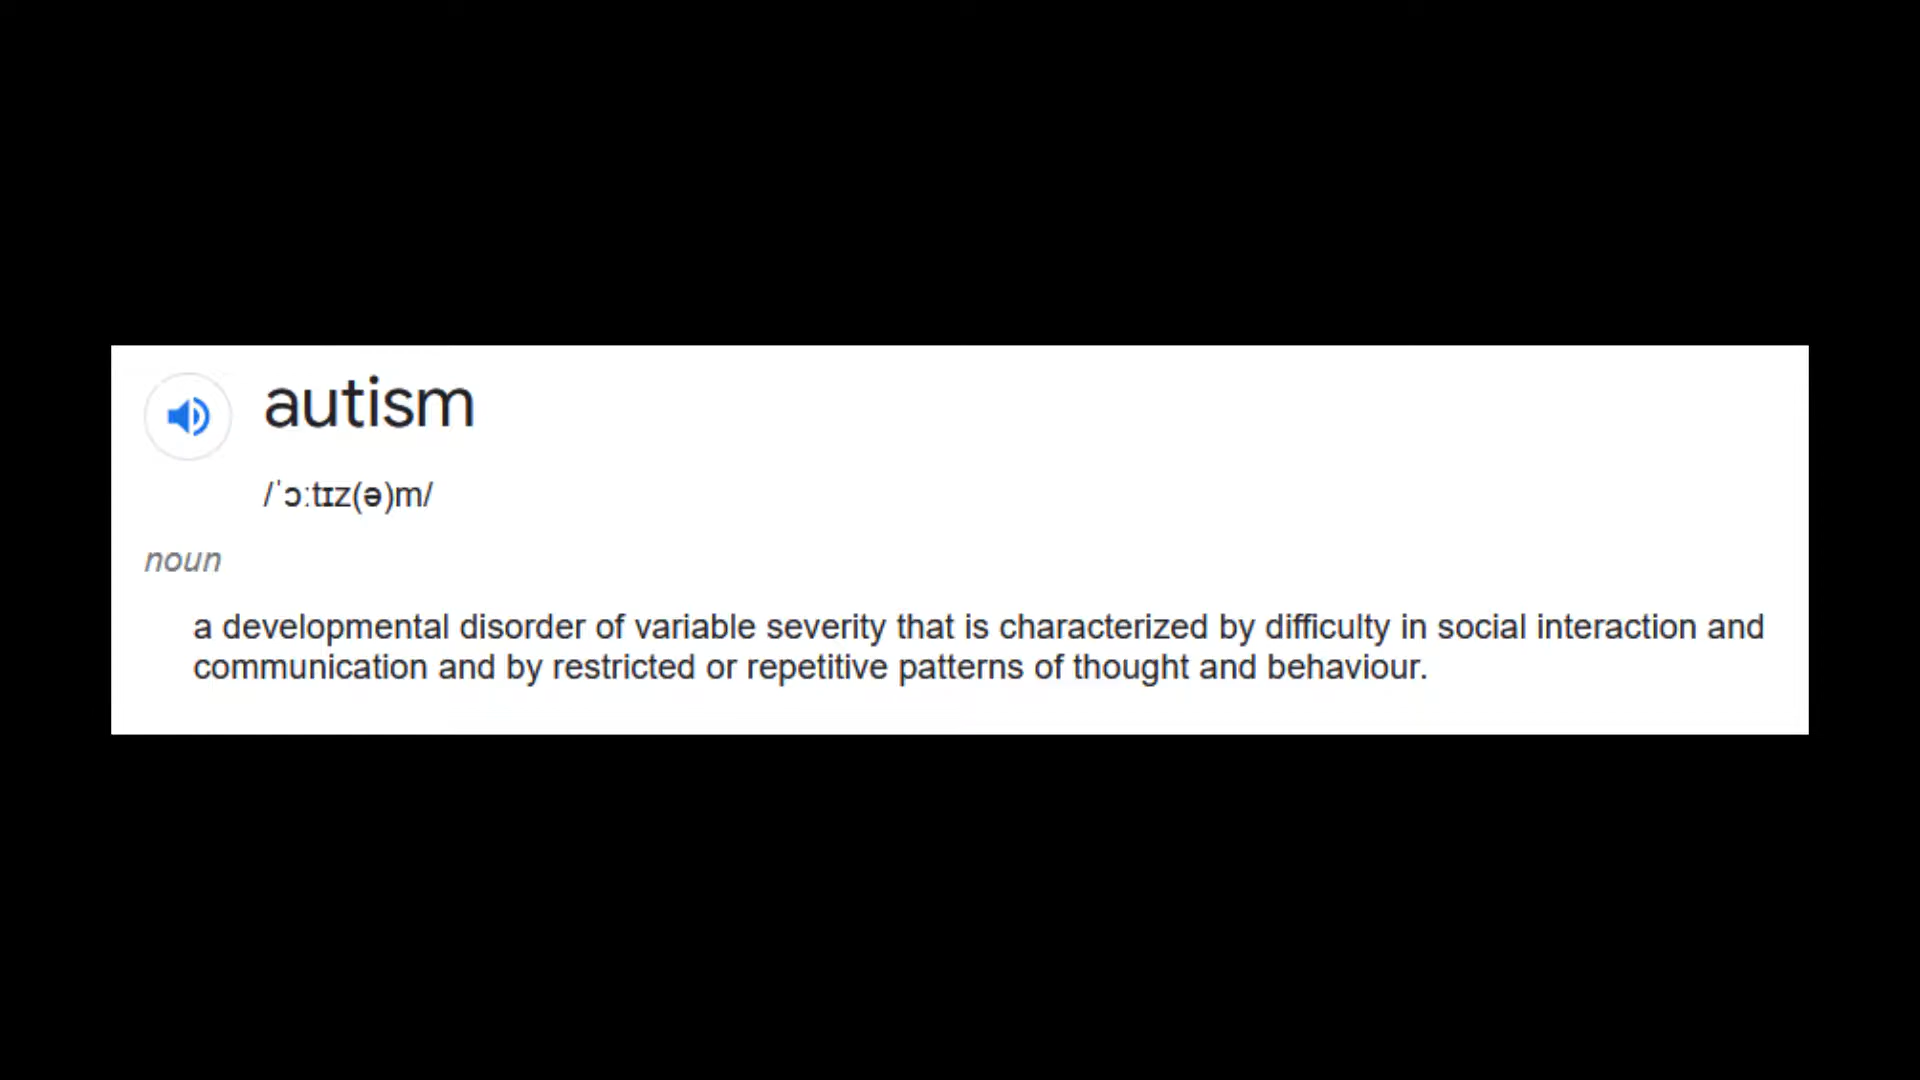 autism
/ˈɔːtɪz(ə)m/
noun
a developmental disorder of variable severity that is characterized by difficulty in social interaction and
communication and by restricted or repetitive patterns of thought and behaviour.